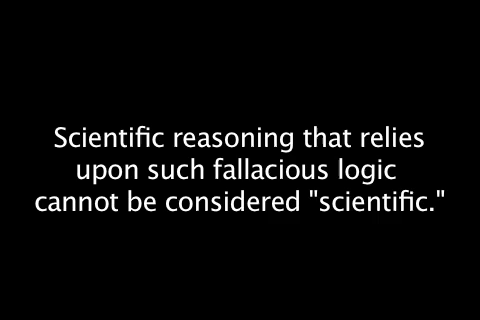 Scientific reasoning that relies
upon such fallacious logic
cannot be considered "scientific."